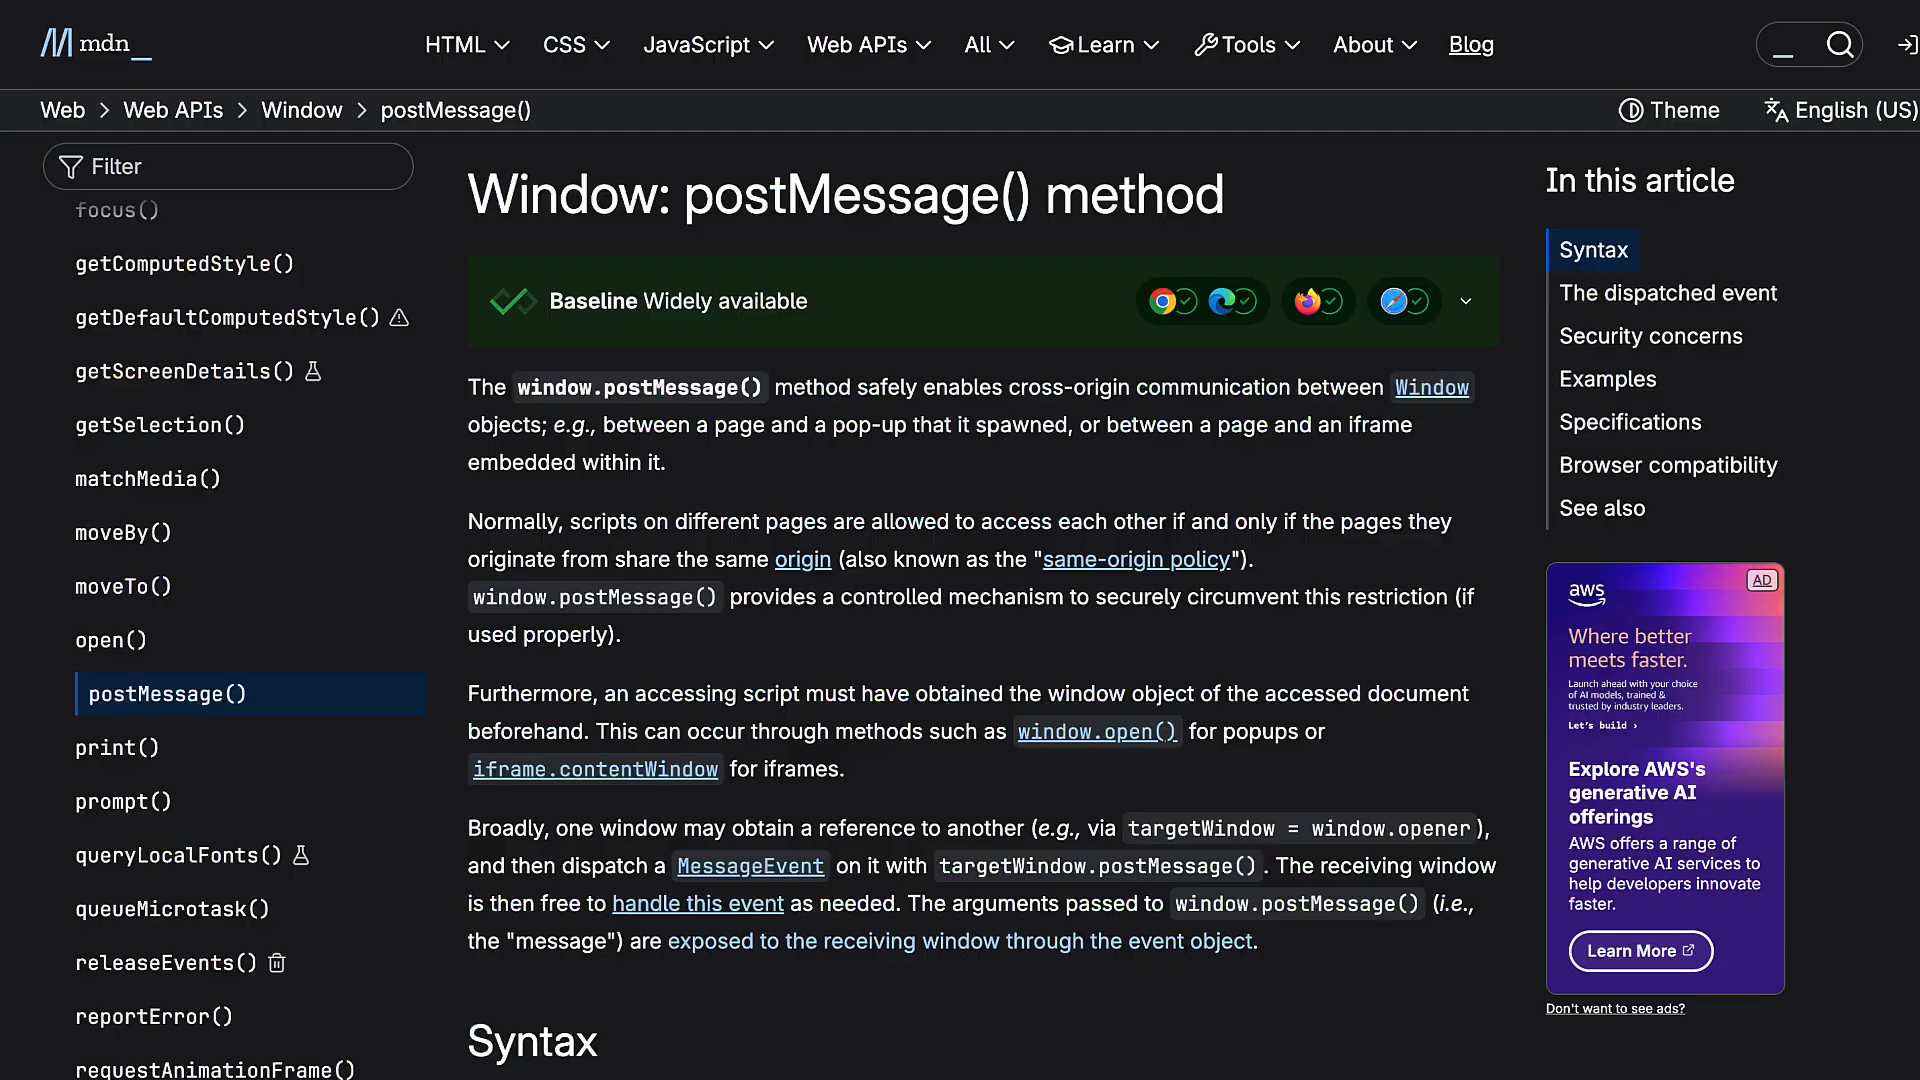 mdn_
HTML
CSS
JavaScript
Web APIs
All
Learn
Tools
About
Blog
Web > Web APIs > Window > postMessage()
Theme
English (US)
Filter
focus()
getComputedStyle()
getDefaultComputedStyle()
getScreenDetails()
getSelection()
matchMedia()
moveBy()
moveTo()
open()
postMessage()
print()
prompt()
queryLocalFonts()
queueMicrotask()
releaseEvents()
reportError()
requestAnimationFrame()
Window: postMessage() method
Baseline Widely available
The window.postMessage() method safely enables cross-origin communication between Window
objects; e.g., between a page and a pop-up that it spawned, or between a page and an iframe
embedded within it.
Normally, scripts on different pages are allowed to access each other if and only if the pages they
originate from share the same origin (also known as the "same-origin policy").
window.postMessage() provides a controlled mechanism to securely circumvent this restriction (if
used properly).
Furthermore, an accessing script must have obtained the window object of the accessed document
beforehand. This can occur through methods such as window.open() for popups or
iframe.contentWindow for iframes.
Broadly, one window may obtain a reference to another (e.g., via targetWindow = window.opener),
and then dispatch a MessageEvent on it with targetWindow.postMessage(). The receiving window
is then free to handle this event as needed. The arguments passed to window.postMessage() (i.e.,
the "message") are exposed to the receiving window through the event object.
Syntax
In this article
Syntax
The dispatched event
Security concerns
Examples
Specifications
Browser compatibility
See also
AD
aws
Where better
meets faster.
Launch ahead with your choice
of AI models, trained &
trusted by industry leaders.
Let's build ›
Explore AWS's
generative AI
offerings
AWS offers a range of
generative AI services to
help developers innovate
faster.
Learn More
Don't want to see ads?